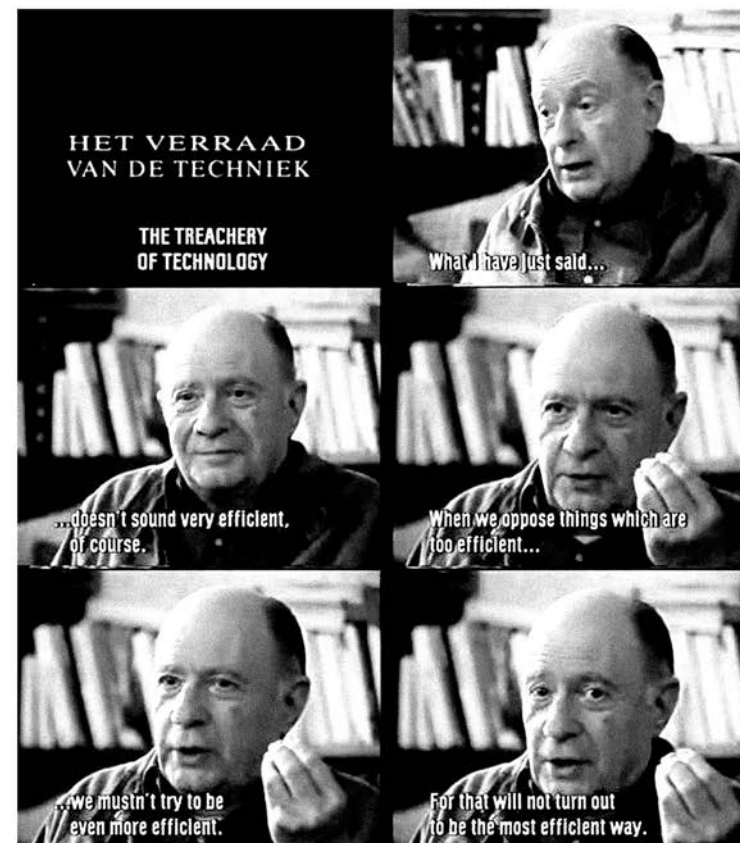 HET VERRAAD
VAN DE TECHNIEK
THE TREACHERY
OF TECHNOLOGY
What I have just said...
...doesn't sound very efficient,
of course.
When we oppose things which are
too efficient...
...we mustn't try to be
even more efficient.
For that will not turn out
to be the most efficient way.